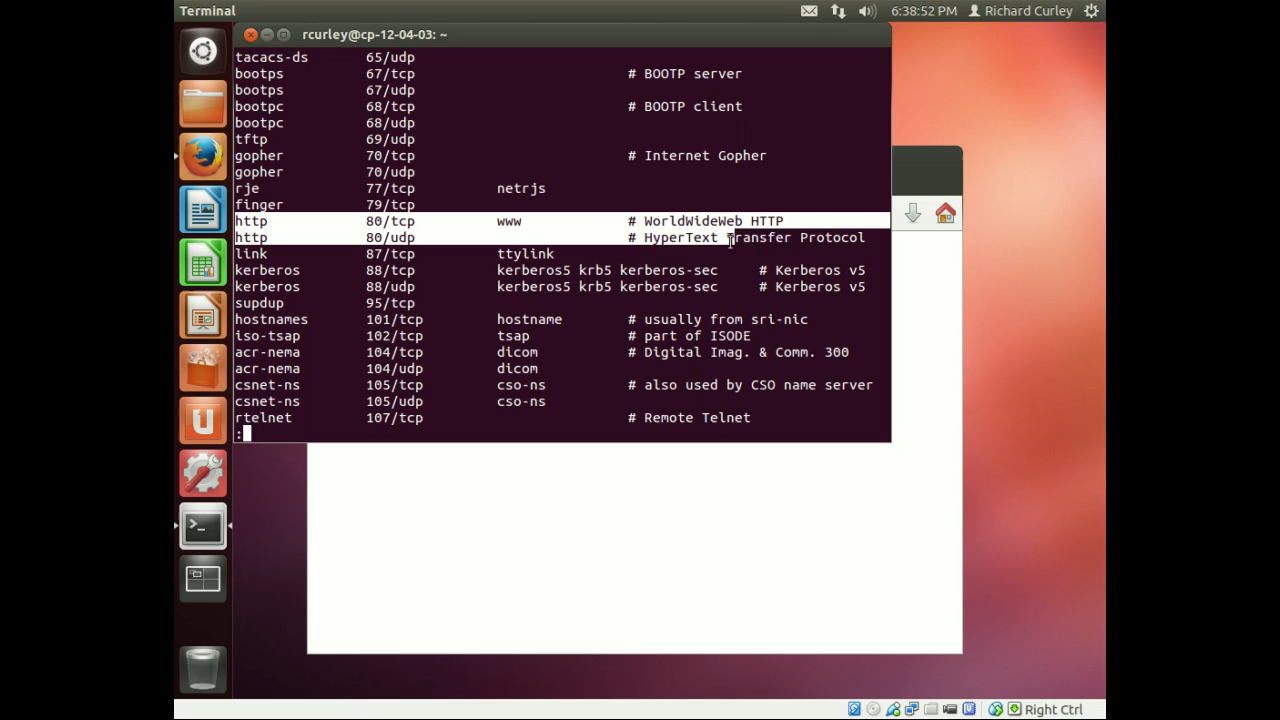 Terminal 6:38:52 PM Richard Curley
rcurley@cp-12-04-03: ~
tacacs-ds 65/udp
bootps 67/tcp # BOOTP server
bootps 67/udp
bootpc 68/tcp # BOOTP client
bootpc 68/udp
tftp 69/udp
gopher 70/tcp # Internet Gopher
gopher 70/udp
rje 77/tcp netrjs
finger 79/tcp
http 80/tcp www # WorldWideWeb HTTP
http 80/udp # HyperText Transfer Protocol
link 87/tcp ttylink
kerberos 88/tcp kerberos5 krb5 kerberos-sec # Kerberos v5
kerberos 88/udp kerberos5 krb5 kerberos-sec # Kerberos v5
supdup 95/tcp
hostnames 101/tcp hostname # usually from sri-nic
iso-tsap 102/tcp tsap # part of ISODE
acr-nema 104/tcp dicom # Digital Imag. & Comm. 300
acr-nema 104/udp dicom
csnet-ns 105/tcp cso-ns # also used by CSO name server
csnet-ns 105/udp cso-ns
rtelnet 107/tcp # Remote Telnet
:
Right Ctrl